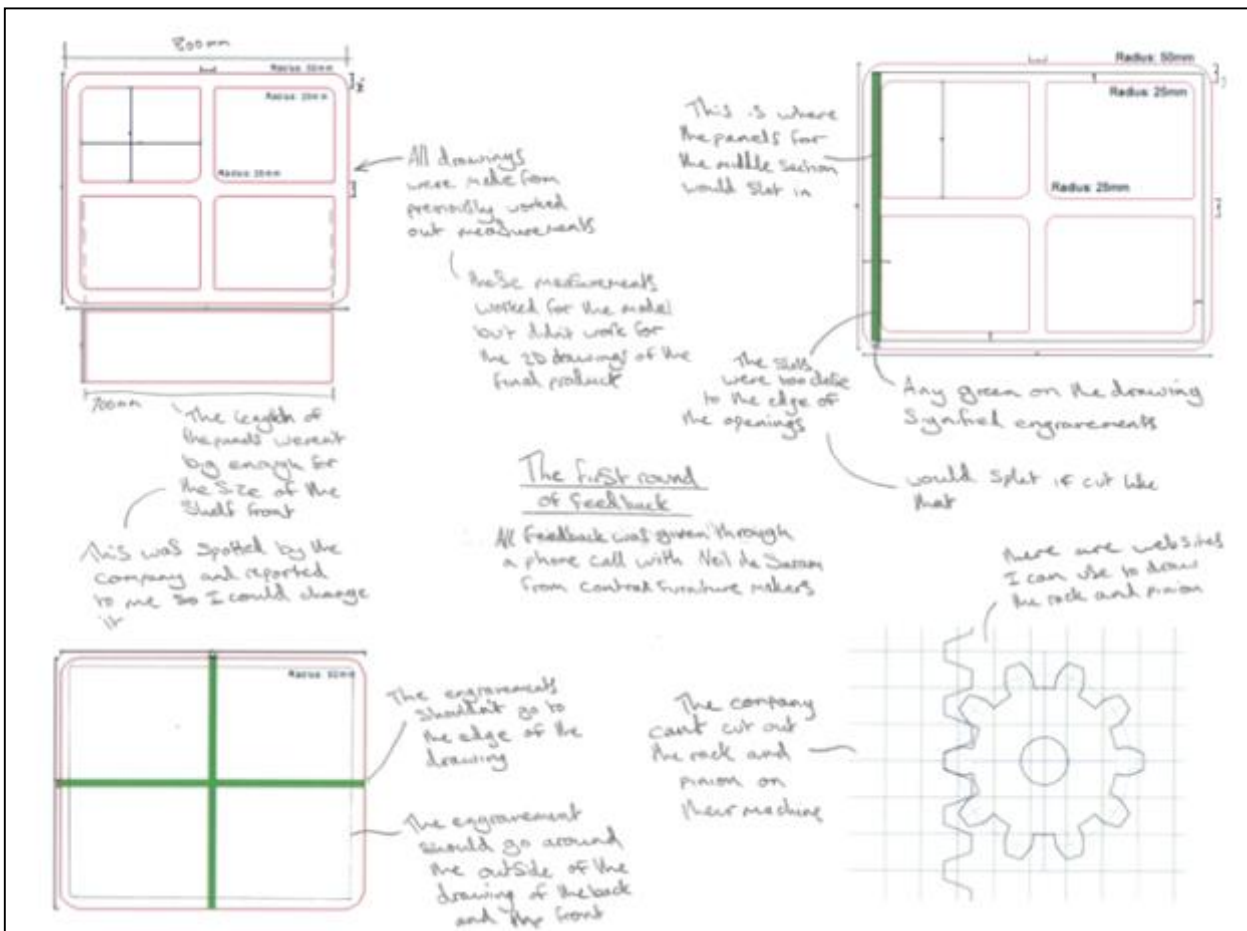 800mm
Radius: 50mm
Radius: 25mm
Radius: 25mm
All drawings
were made from
previously worked
out measurements
these measurements
worked for the model
but didn't work for
the 2D drawings of the
final product
700mm
The length of
the panels weren't
big enough for
the size of the
shelf front
This was spotted by the
company and reported
to me so I could change
it
This is where
the panels for
the middle section
would slot in
Radius: 50mm
Radius: 25mm
Radius: 25mm
The slots
were too close
to the edge of
the openings
would split if cut like
that
Any green on the drawing
engravements
The first round
of feedback
All feedback was given through
a phone call with Neil de
from furniture makers
there are websites
I can use to draw
the rack and pinion
Radius: 50mm
The engravements
shouldn't go to
the edge of the
drawing
The engravement
should go around
the outside of the
drawing of the back
and the front
The company
cant cut out
the rack and
pinion on
their machine